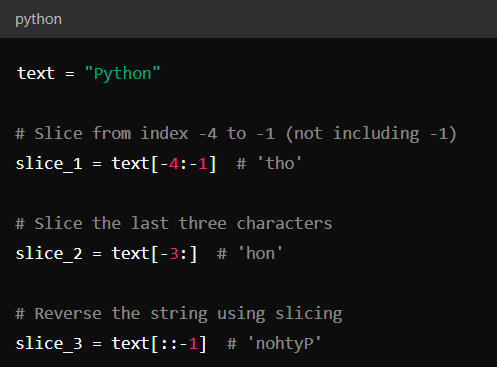 python
text = "Python"
# Slice from index -4 to -1 (not including -1)
slice_1 = text[-4:-1]  # 'tho'
# Slice the last three characters
slice_2 = text[-3:]  # 'hon'
# Reverse the string using slicing
slice_3 = text[::-1]  # 'nohtyP'